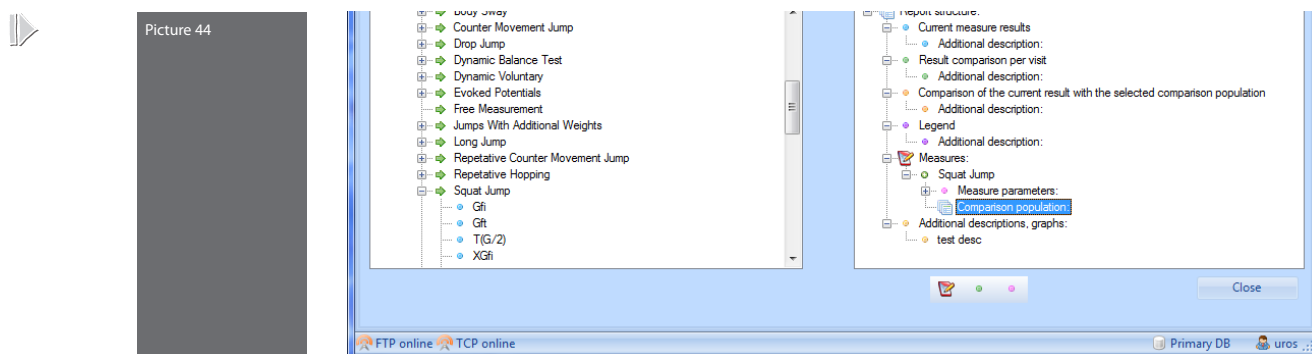 Picture 44
Body Sway
Counter Movement Jump
Drop Jump
Dynamic Balance Test
Dynamic Voluntary
Evoked Potentials
Free Measurement
Jumps With Additional Weights
Long Jump
Repetative Counter Movement Jump
Repetative Hopping
Squat Jump
Gfi
Gft
T(G/2)
XGfi
Report structure:
Current measure results
Additional description:
Result comparison per visit
Additional description:
Comparison of the current result with the selected comparison population
Additional description:
Legend
Additional description:
Measures:
Squat Jump
Measure parameters:
Comparison population:
Additional descriptions, graphs:
test desc
Close
FTP online TCP online
Primary DB uros